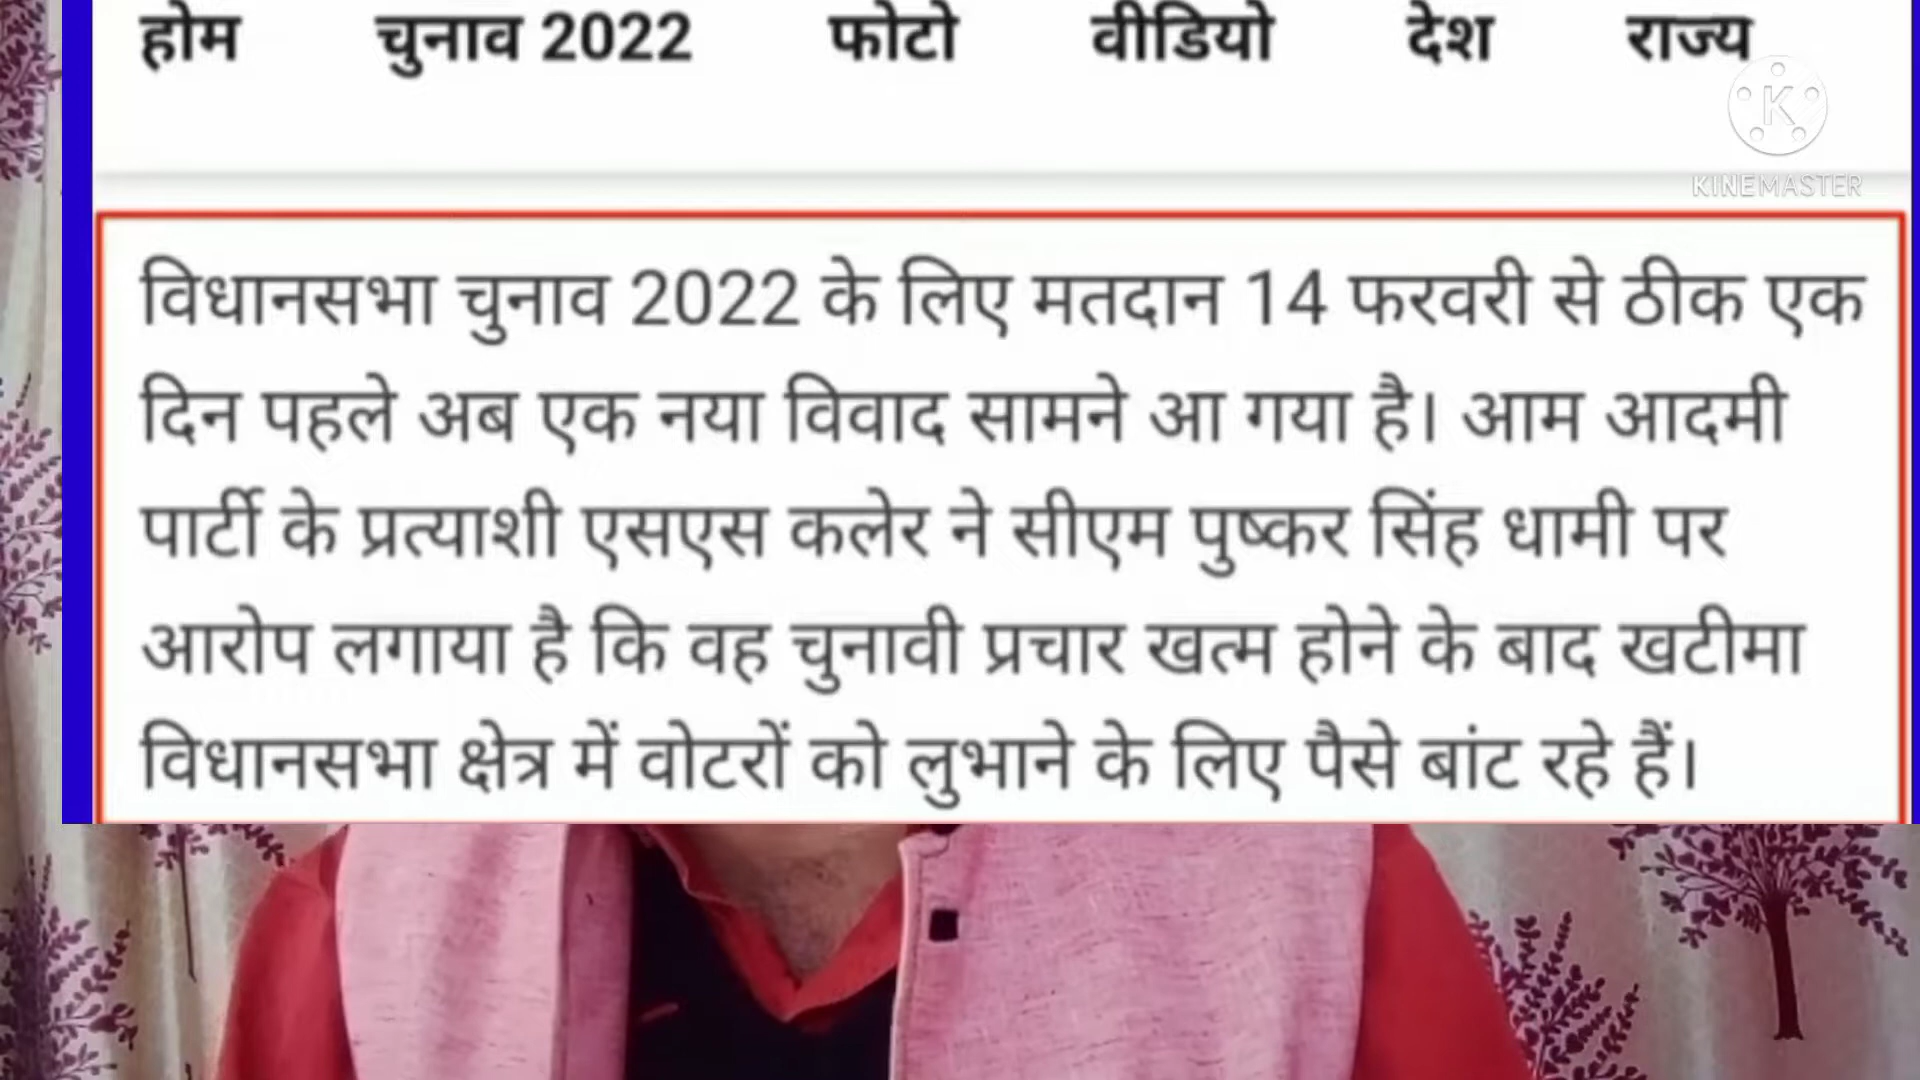 होम चुनाव 2022 फोटो वीडियो देश राज्य
K
KINEMASTER
विधानसभा चुनाव 2022 के लिए मतदान 14 फरवरी से ठीक एक
दिन पहले अब एक नया विवाद सामने आ गया है। आम आदमी
पार्टी के प्रत्याशी एसएस कलेर ने सीएम पुष्कर सिंह धामी पर
आरोप लगाया है कि वह चुनावी प्रचार खत्म होने के बाद खटीमा
विधानसभा क्षेत्र में वोटरों को लुभाने के लिए पैसे बांट रहे हैं।